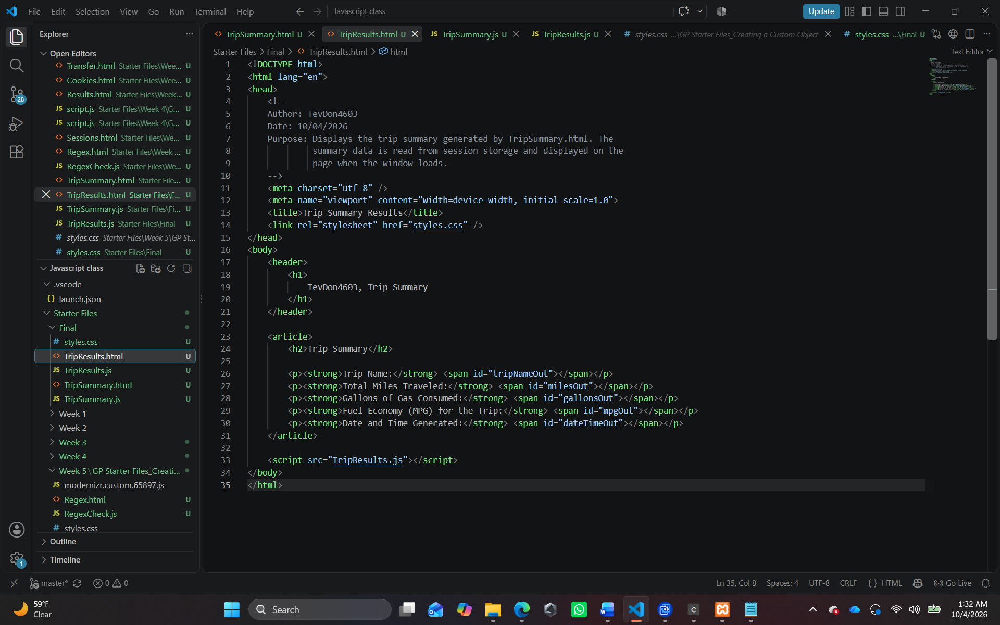 File Edit Selection View Go Run Terminal Help
Javascript class
Update
Explorer
Open Editors
Transfer.html Starter Files\Wee... U
Cookies.html Starter Files\Wee... U
Results.html Starter Files\Week... U
JS script.js Starter Files\Week 4\G... U
JS script.js Starter Files\Week 4\G... U
Sessions.html Starter Files\We... U
Regex.html Starter Files\Week ... U
JS RegexCheck.js Starter Files\We... U
TripSummary.html Starter File... U
TripResults.html Starter Files\F... U
JS TripSummary.js Starter Files\Fi... U
JS TripResults.js Starter Files\Final U
# styles.css Starter Files\Week 5\GP St...
# styles.css Starter Files\Final U
Javascript class
.vscode
{} launch.json
Starter Files
Final
# styles.css U
TripResults.html U
JS TripResults.js U
TripSummary.html U
JS TripSummary.js U
Week 1
Week 2
Week 3
Week 4
Week 5\GP Starter Files_Creati...
JS modernizr.custom.65897.js
Regex.html U
JS RegexCheck.js U
# styles.css
Outline
Timeline
28
1
TripSummary.html U
TripResults.html U
JS TripSummary.js U
JS TripResults.js U
# styles.css ...\GP Starter Files_Creating a Custom Object
# styles.css ...\Final U
Starter Files > Final > TripResults.html > html
Text Editor
1 <!DOCTYPE html>
2 <html lang="en">
3 <head>
4 <!--
5 Author: TevDon4603
6 Date: 10/04/2026
7 Purpose: Displays the trip summary generated by TripSummary.html. The
8 summary data is read from session storage and displayed on the
9 page when the window loads.
10 -->
11 <meta charset="utf-8" />
12 <meta name="viewport" content="width=device-width, initial-scale=1.0">
13 <title>Trip Summary Results</title>
14 <link rel="stylesheet" href="styles.css" />
15 </head>
16 <body>
17 <header>
18 <h1>
19 TevDon4603, Trip Summary
20 </h1>
21 </header>
22
23 <article>
24 <h2>Trip Summary</h2>
25
26 <p><strong>Trip Name:</strong> <span id="tripNameOut"></span></p>
27 <p><strong>Total Miles Traveled:</strong> <span id="milesOut"></span></p>
28 <p><strong>Gallons of Gas Consumed:</strong> <span id="gallonsOut"></span></p>
29 <p><strong>Fuel Economy (MPG) for the Trip:</strong> <span id="mpgOut"></span></p>
30 <p><strong>Date and Time Generated:</strong> <span id="dateTimeOut"></span></p>
31 </article>
32
33 <script src="TripResults.js"></script>
34 </body>
35 </html>
master* 0 0
Ln 35, Col 8 Spaces: 4 UTF-8 CRLF {} HTML Go Live
59°F
Clear
Search
1:32 AM
10/4/2026